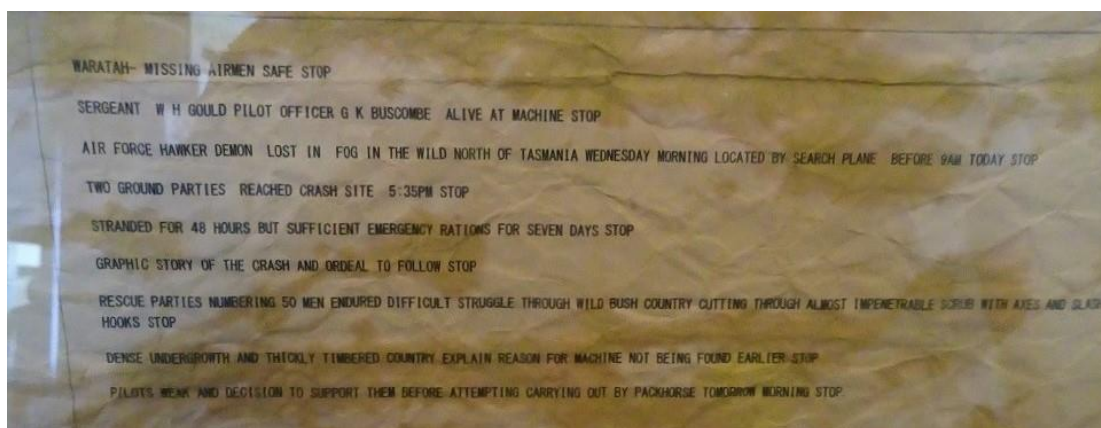 WARATAH- MISSING AIRMEN SAFE STOP
SERGEANT W H GOULD PILOT OFFICER G K BUSCOMBE ALIVE AT MACHINE STOP
AIR FORCE HAWKER DEMON LOST IN FOG IN THE WILD NORTH OF TASMANIA WEDNESDAY MORNING LOCATED BY SEARCH PLANE BEFORE 9AM TODAY STOP
TWO GROUND PARTIES REACHED CRASH SITE 5:35PM STOP
STRANDED FOR 48 HOURS BUT SUFFICIENT EMERGENCY RATIONS FOR SEVEN DAYS STOP
GRAPHIC STORY OF THE CRASH AND ORDEAL TO FOLLOW STOP
RESCUE PARTIES NUMBERING 50 MEN ENDURED DIFFICULT STRUGGLE THROUGH WILD BUSH COUNTRY CUTTING THROUGH ALMOST IMPENETRABLE SCRUB WITH AXES AND SLASH
HOOKS STOP
DENSE UNDERGROWTH AND THICKLY TIMBERED COUNTRY EXPLAIN REASON FOR MACHINE NOT BEING FOUND EARLIER STOP
PILOTS WEAK AND DECISION TO SUPPORT THEM BEFORE ATTEMPTING CARRYING OUT BY PACKHORSE TOMORROW MORNING STOP